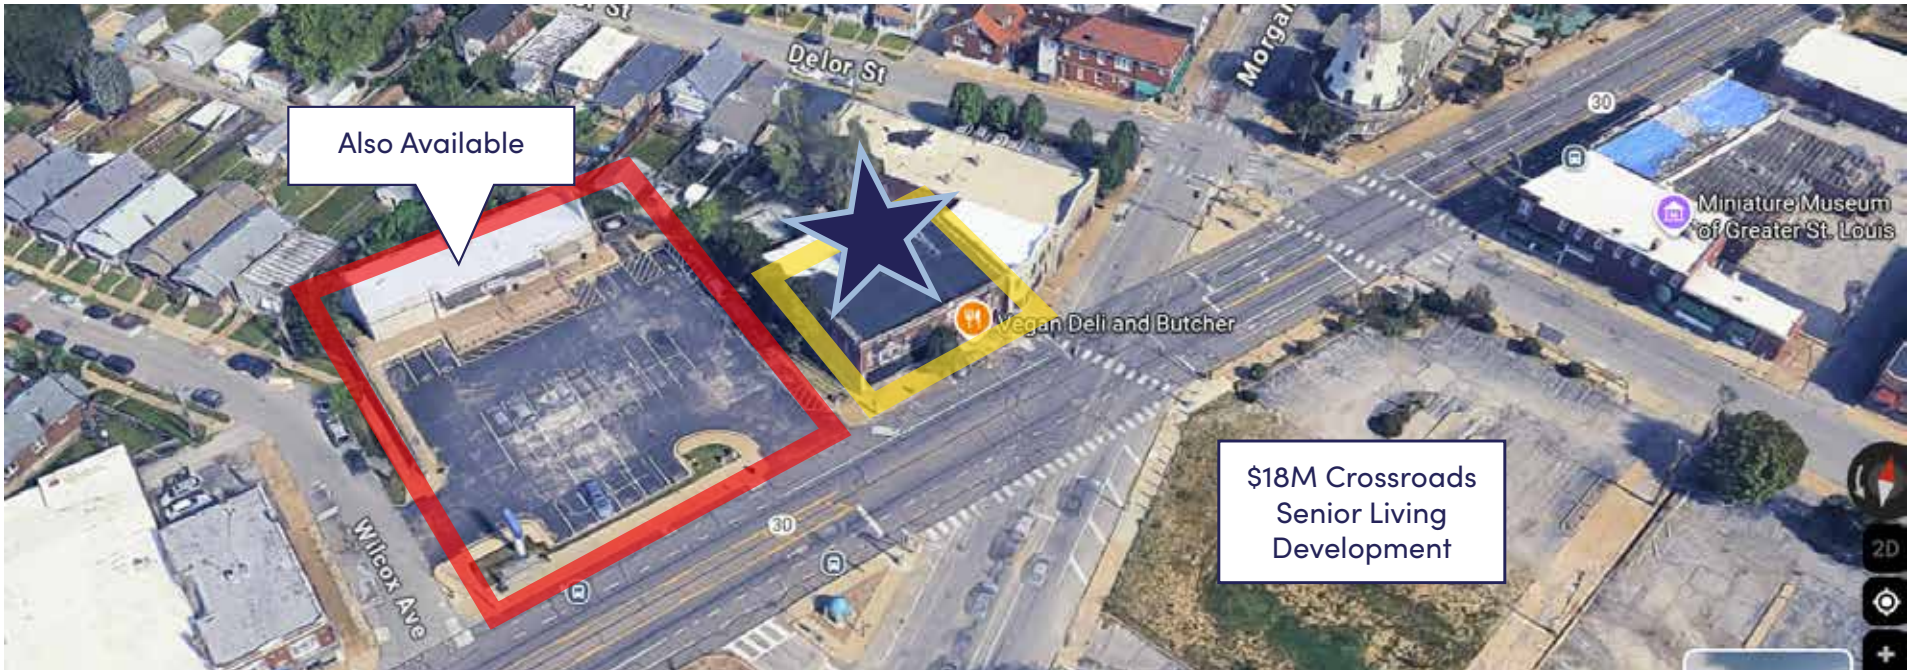 St
Delor St
Morgan
30
Also Available
Miniature Museum
of Greater St. Louis
Vegan Deli and Butcher
$18M Crossroads
Senior Living
Development
30
Wilcox Ave
2D